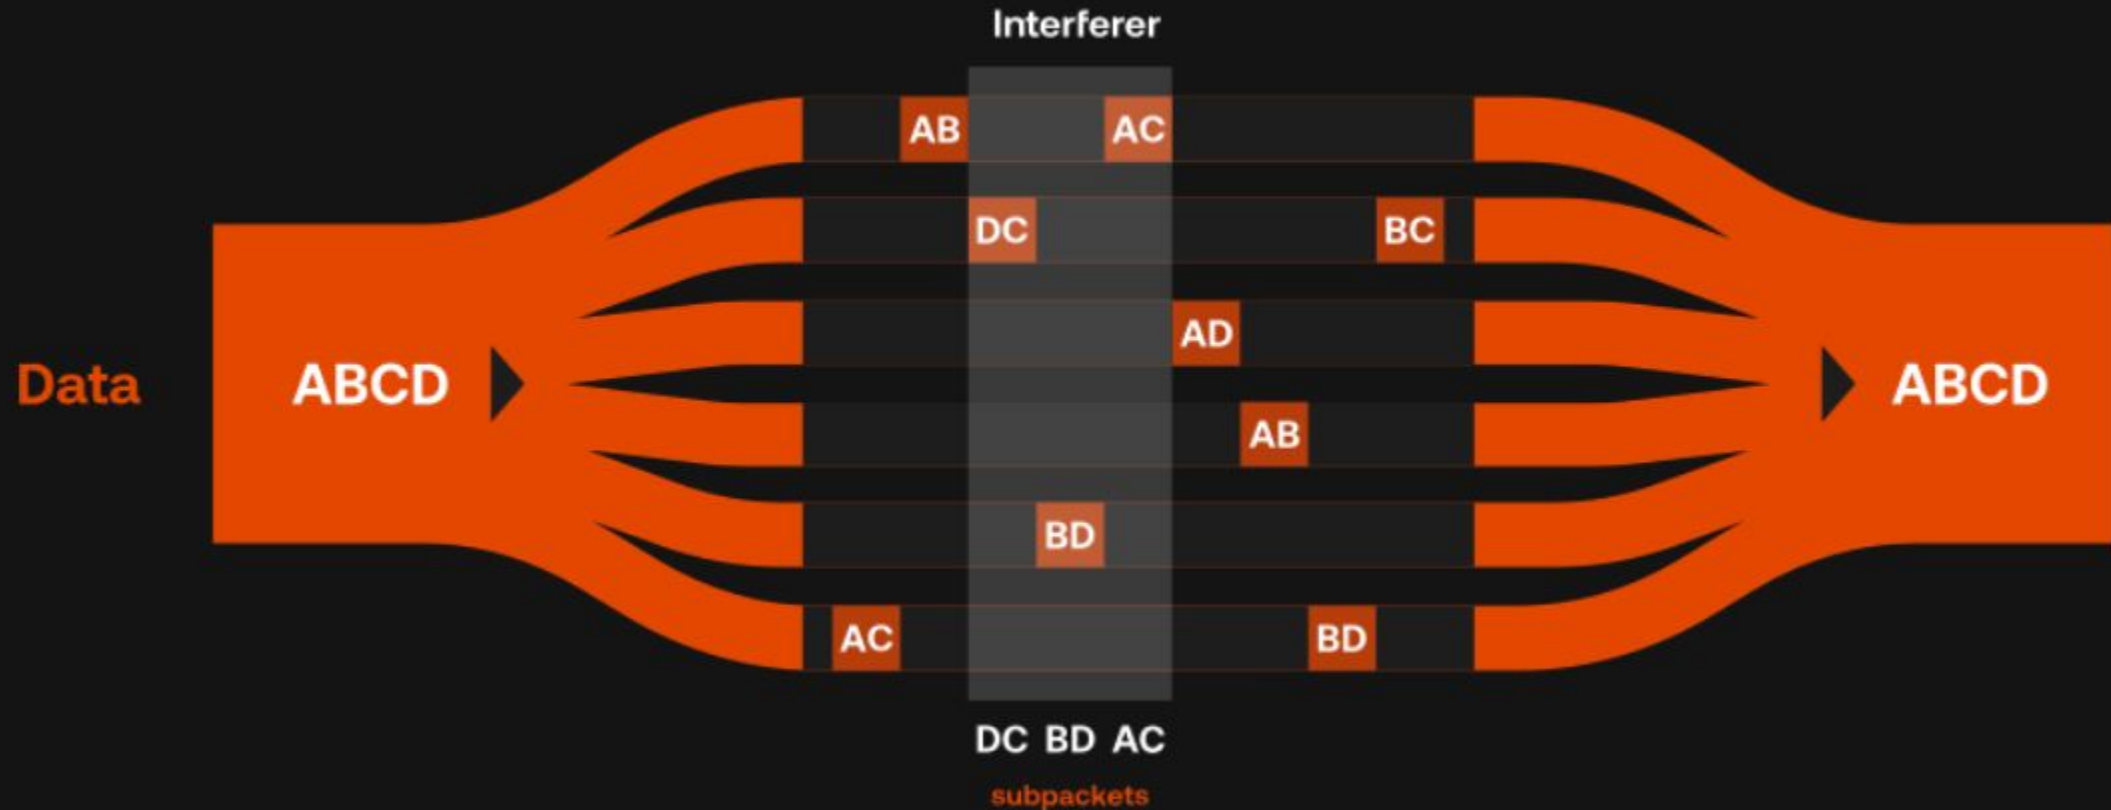 Interferer
AB AC
DC BC
AD
Data ABCD ABCD
AB
BD
AC BD
DC BD AC
subpackets